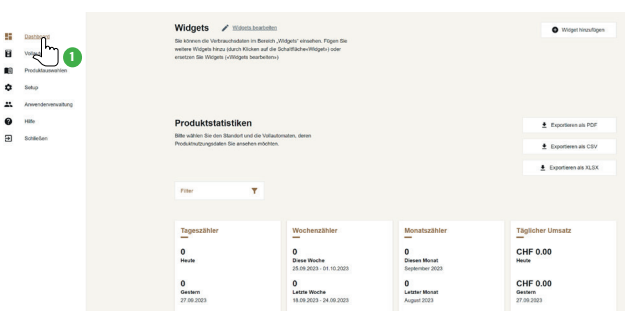 Dashboard
1
Produktauswahlen
Setup
Anwenderverwaltung
Hilfe
Schließen
Widgets
Widgets bearbeiten
Widget hinzufügen
Sie können die Verbrauchsdaten im Bereich „Widgets“ einsehen. Fügen Sie
weitere Widgets hinzu (durch Klicken auf die Schaltfläche«Widget») oder
ersetzen Sie Widgets («Widgets bearbeiten»)
Produktstatistiken
Bitte wählen Sie den Standort und die Vollautomaten, deren
Produktnutzungsdaten Sie ansehen möchten.
Exportieren als PDF
Exportieren als CSV
Exportieren als XLSX
Filter
Tageszähler
0
Heute
0
Gestern
27.09.2023
Wochenzähler
0
Diese Woche
25.09.2023 - 01.10.2023
0
Letzte Woche
18.09.2023 - 24.09.2023
Monatszähler
0
Diesen Monat
September 2023
0
Letzter Monat
August 2023
Täglicher Umsatz
CHF 0.00
Heute
CHF 0.00
Gestern
27.09.2023